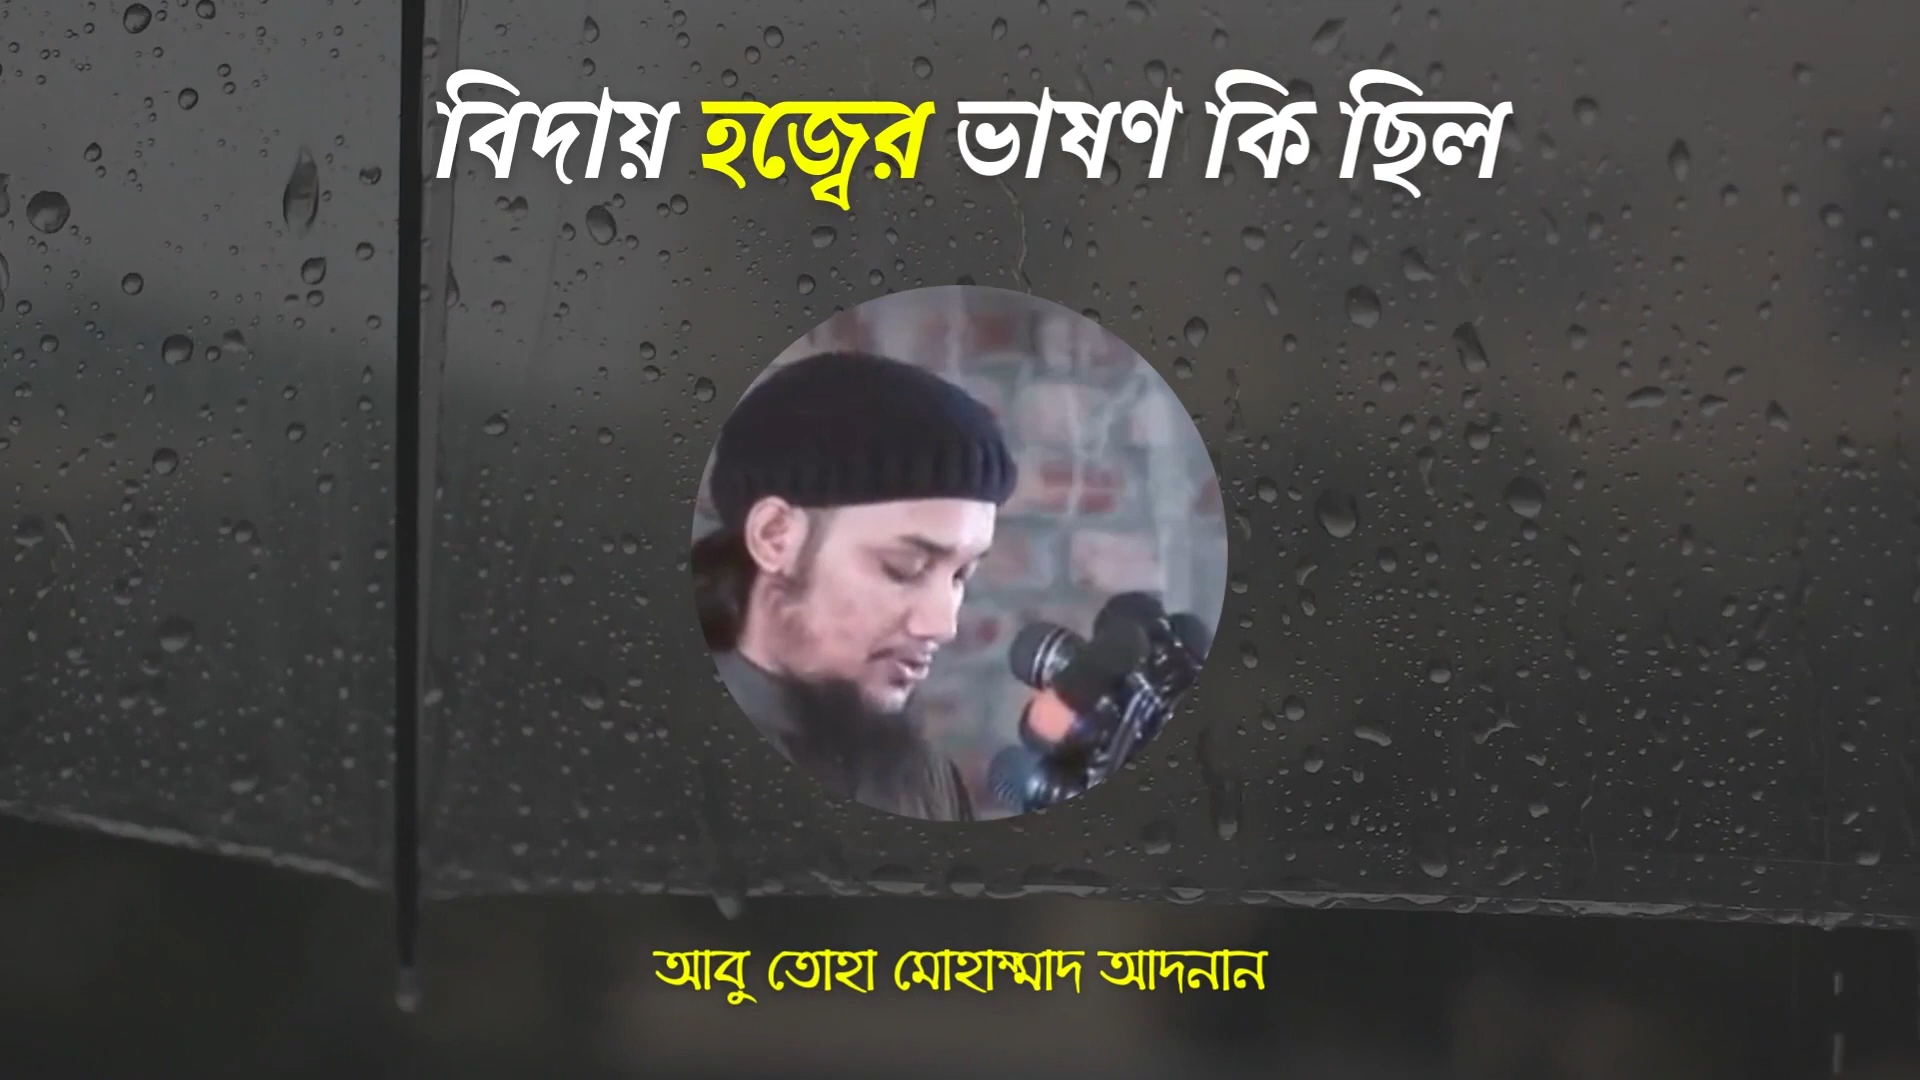 বিদায় হজ্বের ভাষণ কি ছিল
আবু তোহা মোহাম্মাদ আদনান